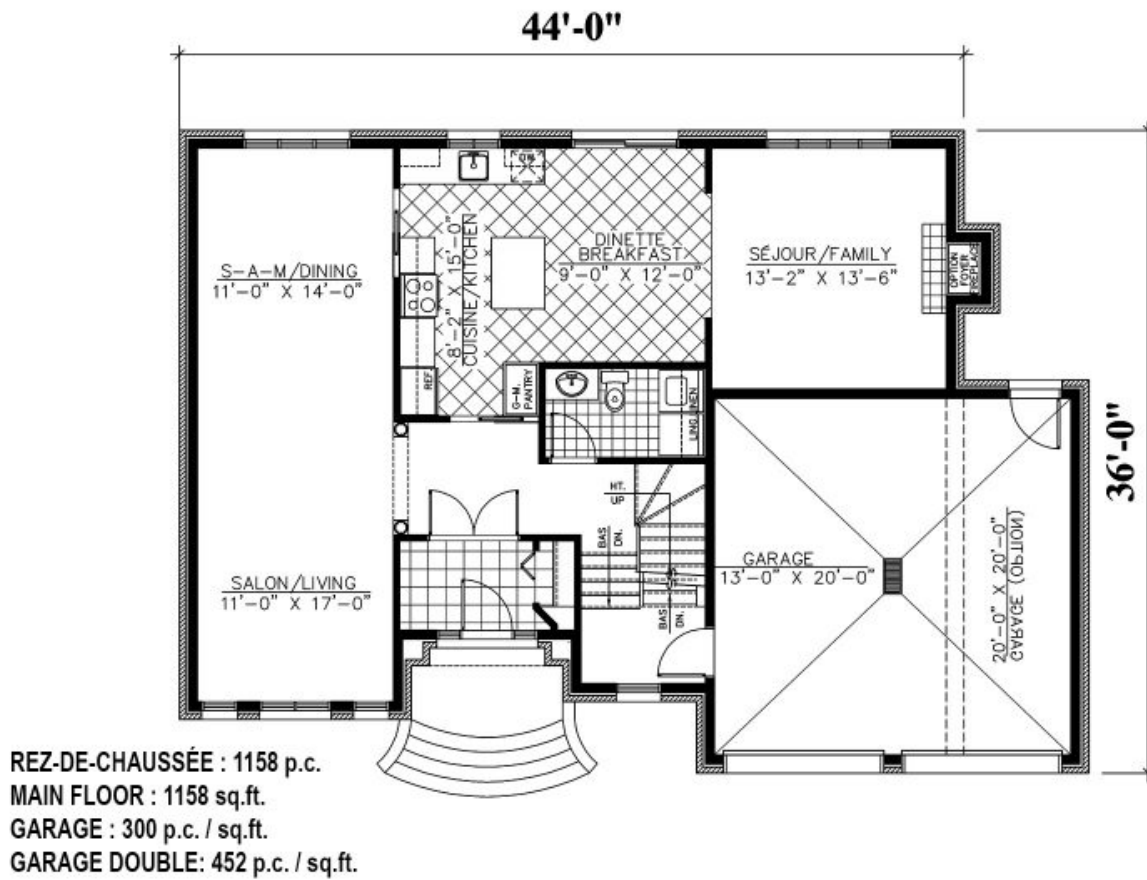 44'-0"
36'-0"
S-A-M/DINING
11'-0" X 14'-0"
8'-2" X 15'-0"
CUISINE/KITCHEN
DINETTE
BREAKFAST
9'-0" X 12'-0"
SÉJOUR/FAMILY
13'-2" X 13'-6"
OPTION
FOYER
FIREPLACE
REF
G-M.
PANTRY
LING
LINEN
HT.
UP
BAS
DN.
BAS
DN.
SALON/LIVING
11'-0" X 17'-0"
GARAGE
13'-0" X 20'-0"
20'-0" X 20'-0"
GARAGE (OPTION)
REZ-DE-CHAUSSÉE : 1158 p.c.
MAIN FLOOR : 1158 sq.ft.
GARAGE : 300 p.c. / sq.ft.
GARAGE DOUBLE: 452 p.c. / sq.ft.